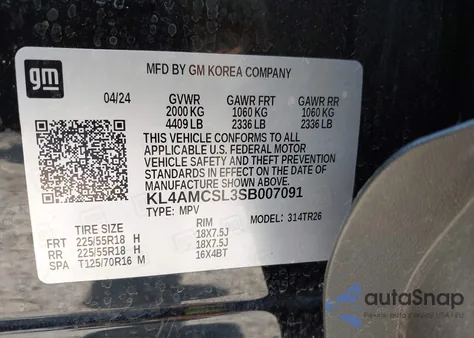 gm
MFD BY GM KOREA COMPANY
04/24 GVWR GAWR FRT GAWR RR
2000 KG 1060 KG 1060 KG
4409 LB 2336 LB 2336 LB
THIS VEHICLE CONFORMS TO ALL
APPLICABLE U.S. FEDERAL MOTOR
VEHICLE SAFETY AND THEFT PREVENTION
STANDARDS IN EFFECT ON THE DATE OF
MANUFACTURE SHOWN ABOVE.
KL4AMCSL3SB007091
TYPE: MPV MODEL: 314TR26
TIRE SIZE RIM
FRT 225/55R18 H 18X7.5J
RR 225/55R18 H 18X7.5J
SPA T125/70R16 M 16X4BT
autoSnap